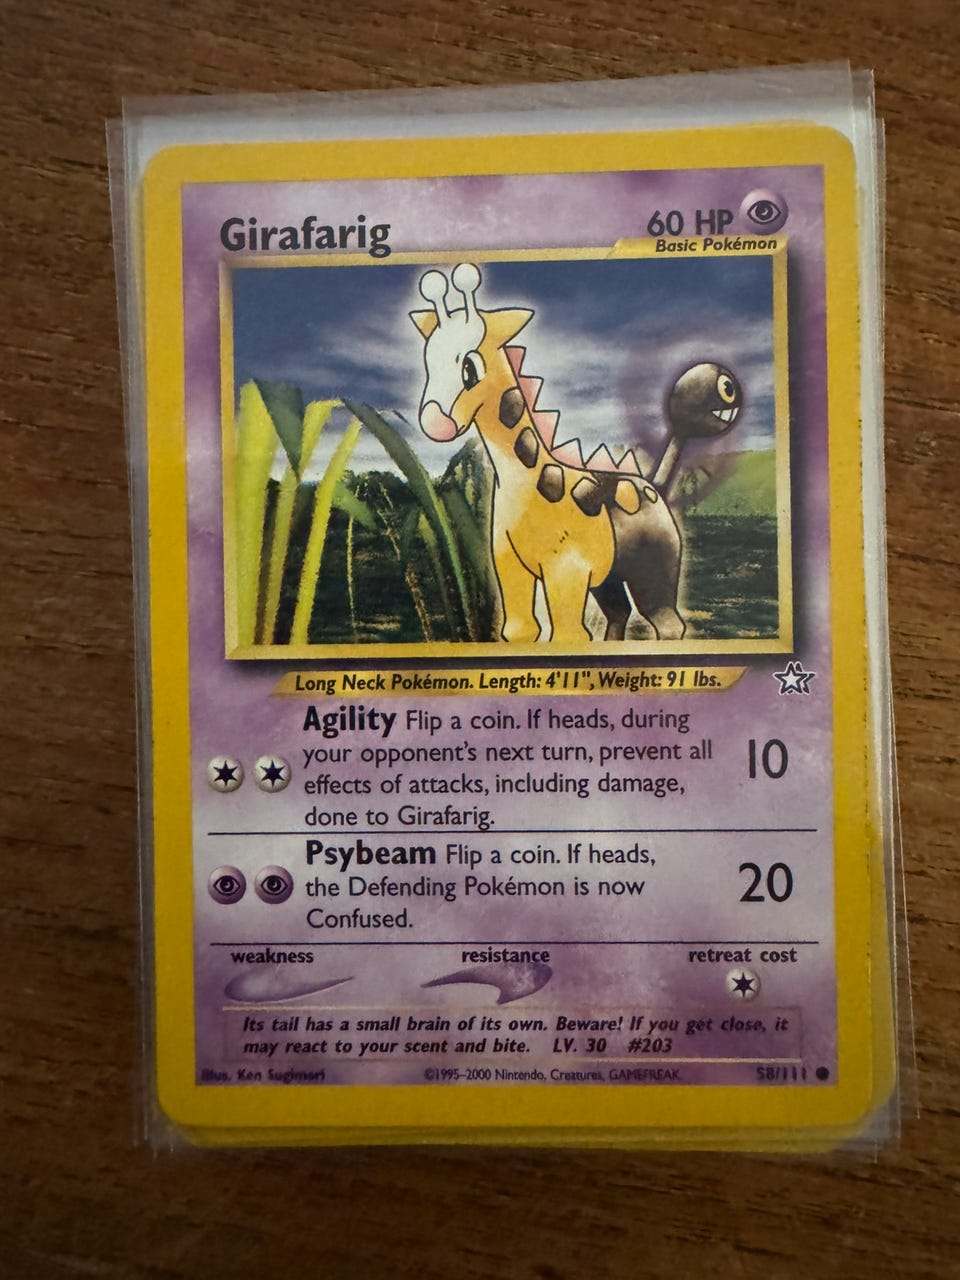 Girafarig
60 HP
Basic Pokémon
Long Neck Pokémon. Length: 4'11", Weight: 91 lbs.
Agility Flip a coin. If heads, during
your opponent's next turn, prevent all
effects of attacks, including damage,
done to Girafarig.
10
Psybeam Flip a coin. If heads,
the Defending Pokémon is now
Confused.
20
weakness
resistance
retreat cost
Its tail has a small brain of its own. Beware! If you get close, it
may react to your scent and bite. LV. 30 #203
Illus. Ken Sugimori
©1995–2000 Nintendo, Creatures, GAMEFREAK.
58/111